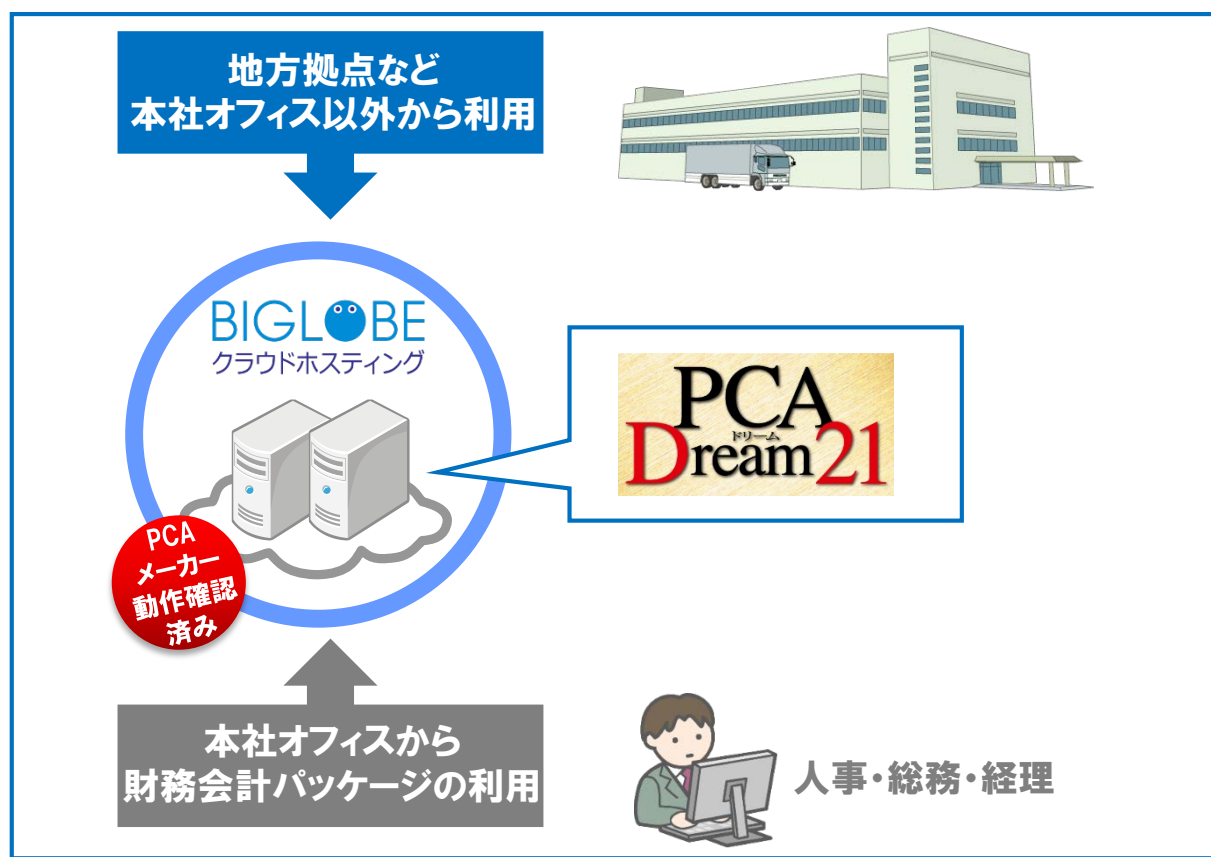 地方拠点など
本社オフィス以外から利用
BIGLOBE
クラウドホスティング
PCA
ドリーム
Dream21
PCA
メーカー
動作確認
済み
本社オフィスから
財務会計パッケージの利用
人事・総務・経理